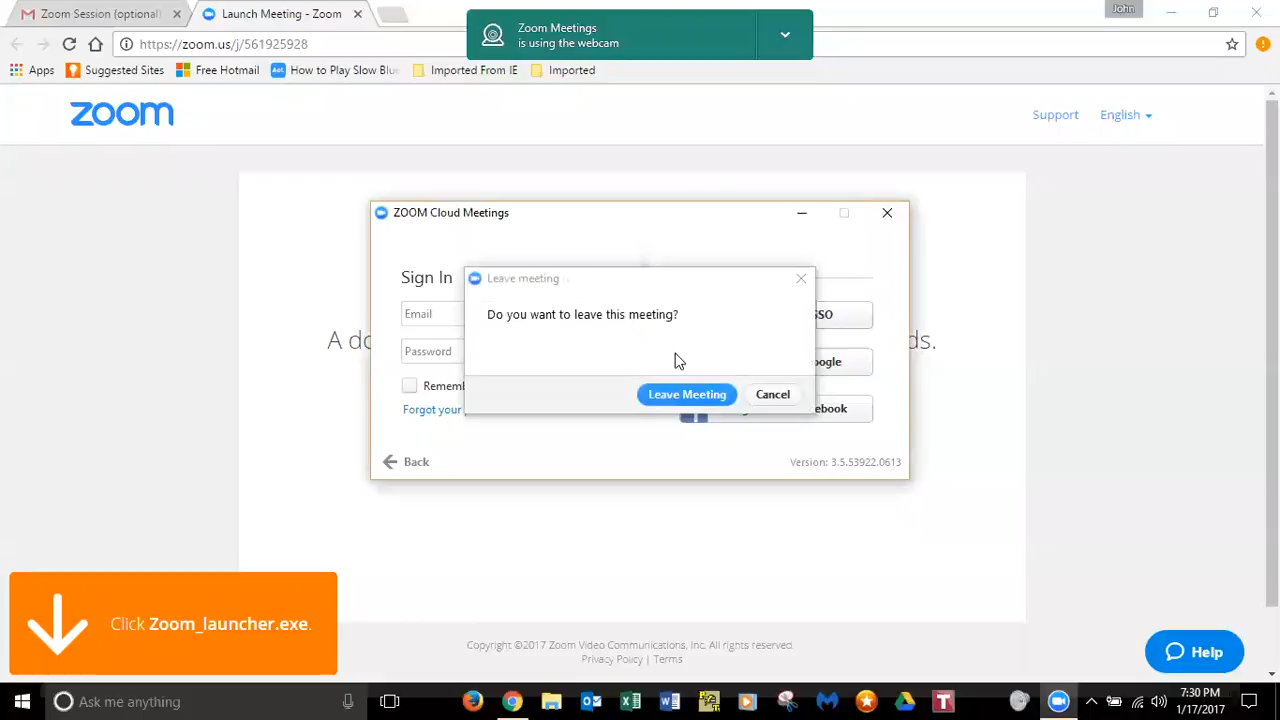 Zoom Session (optional)
Launch Meeting - Zoom
John
https://zoom.us/j/561925928
Zoom Meetings
is using the webcam
Apps
Suggested Sites
Free Hotmail
How to Play Slow Blu
Imported From IE
Imported
zoom
Support
English
ZOOM Cloud Meetings
Sign In
Leave meeting
Email
Do you want to leave this meeting?
SSO
A do
ds.
Password
oogle
Rememb
Leave Meeting
Cancel
Forgot your
ebook
Back
Version: 3.5.53922.0613
Click Zoom_launcher.exe.
Copyright ©2017 Zoom Video Communications, Inc. All rights reserved.
Privacy Policy | Terms
Help
Ask me anything
7:30 PM
1/17/2017